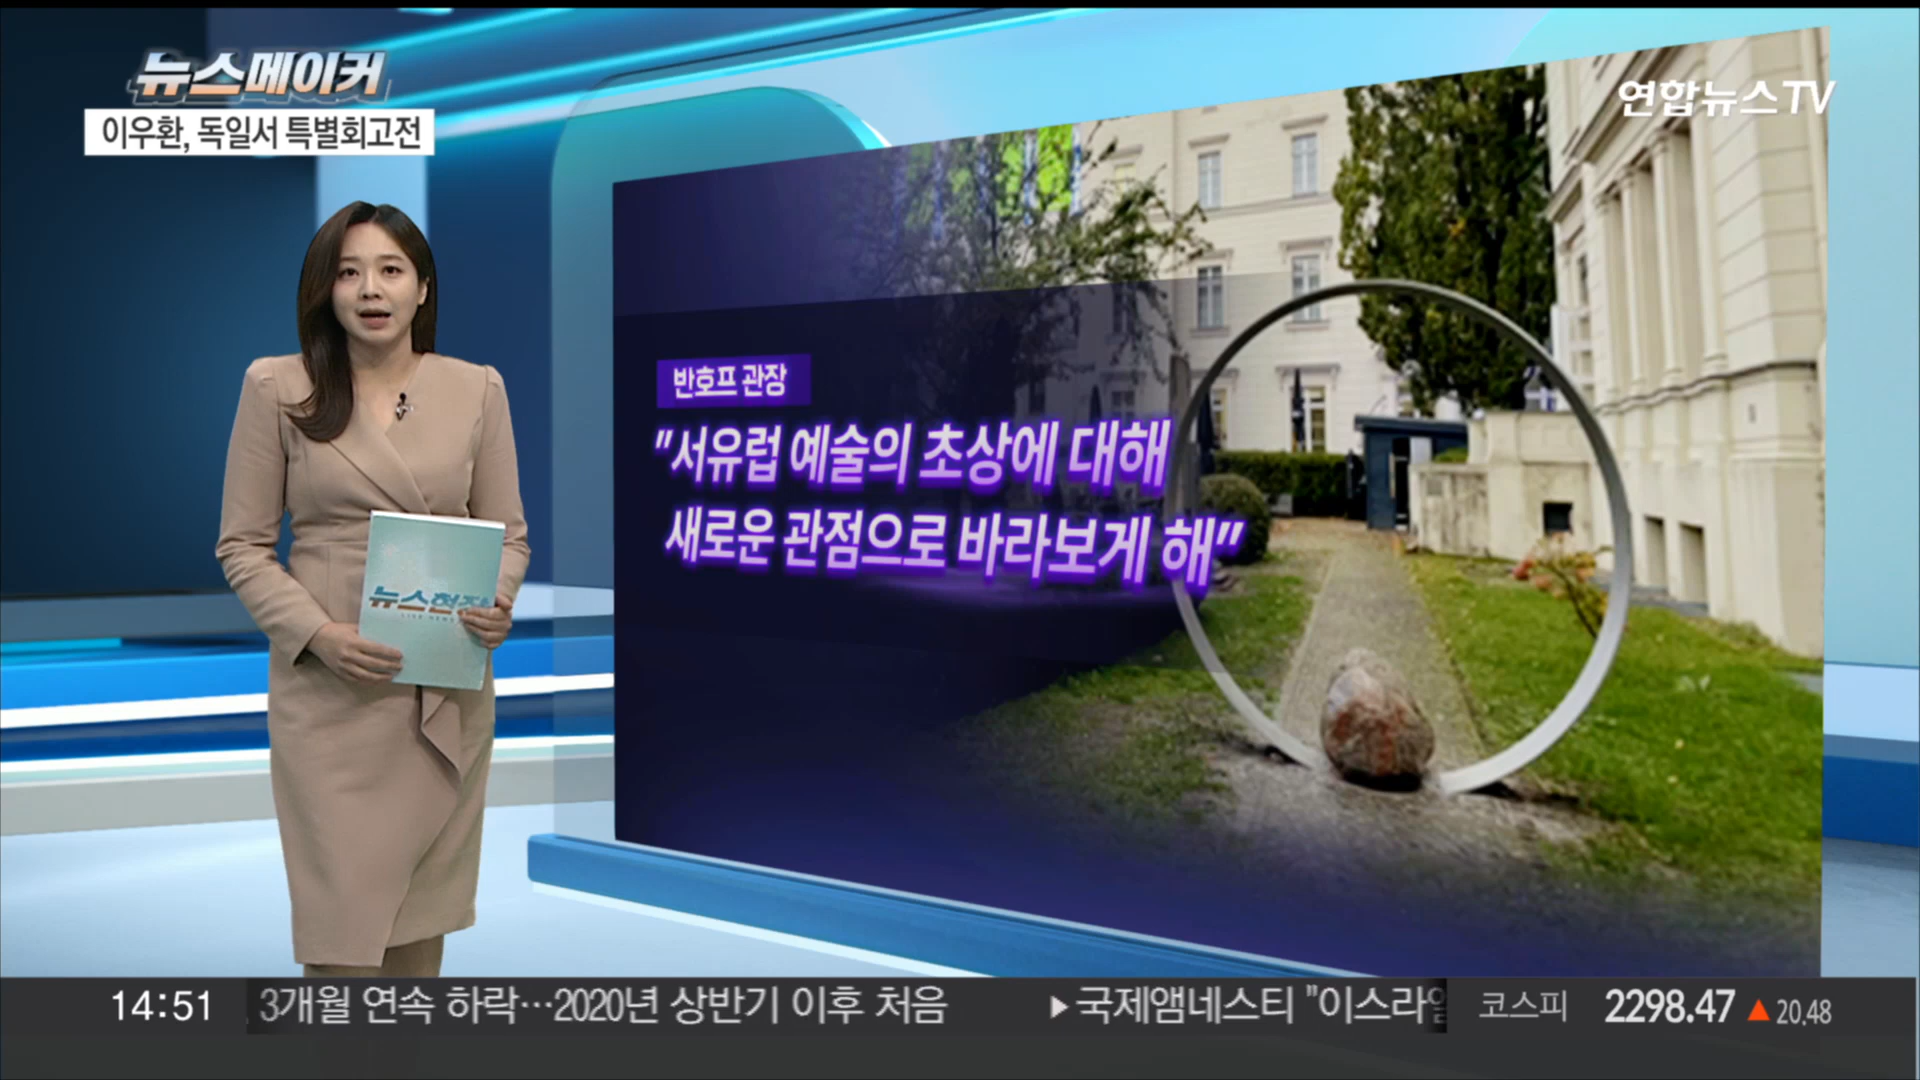 뉴스메이커
이우환, 독일서 특별회고전
연합뉴스TV
반호프 관장
"서유럽 예술의 초상에 대해
새로운 관점으로 바라보게 해"
뉴스현장
LIVE NEWS
14:51
3개월 연속 하락…2020년 상반기 이후 처음
▶국제앰네스티 "이스라
코스피 2298.47 ▲20.48